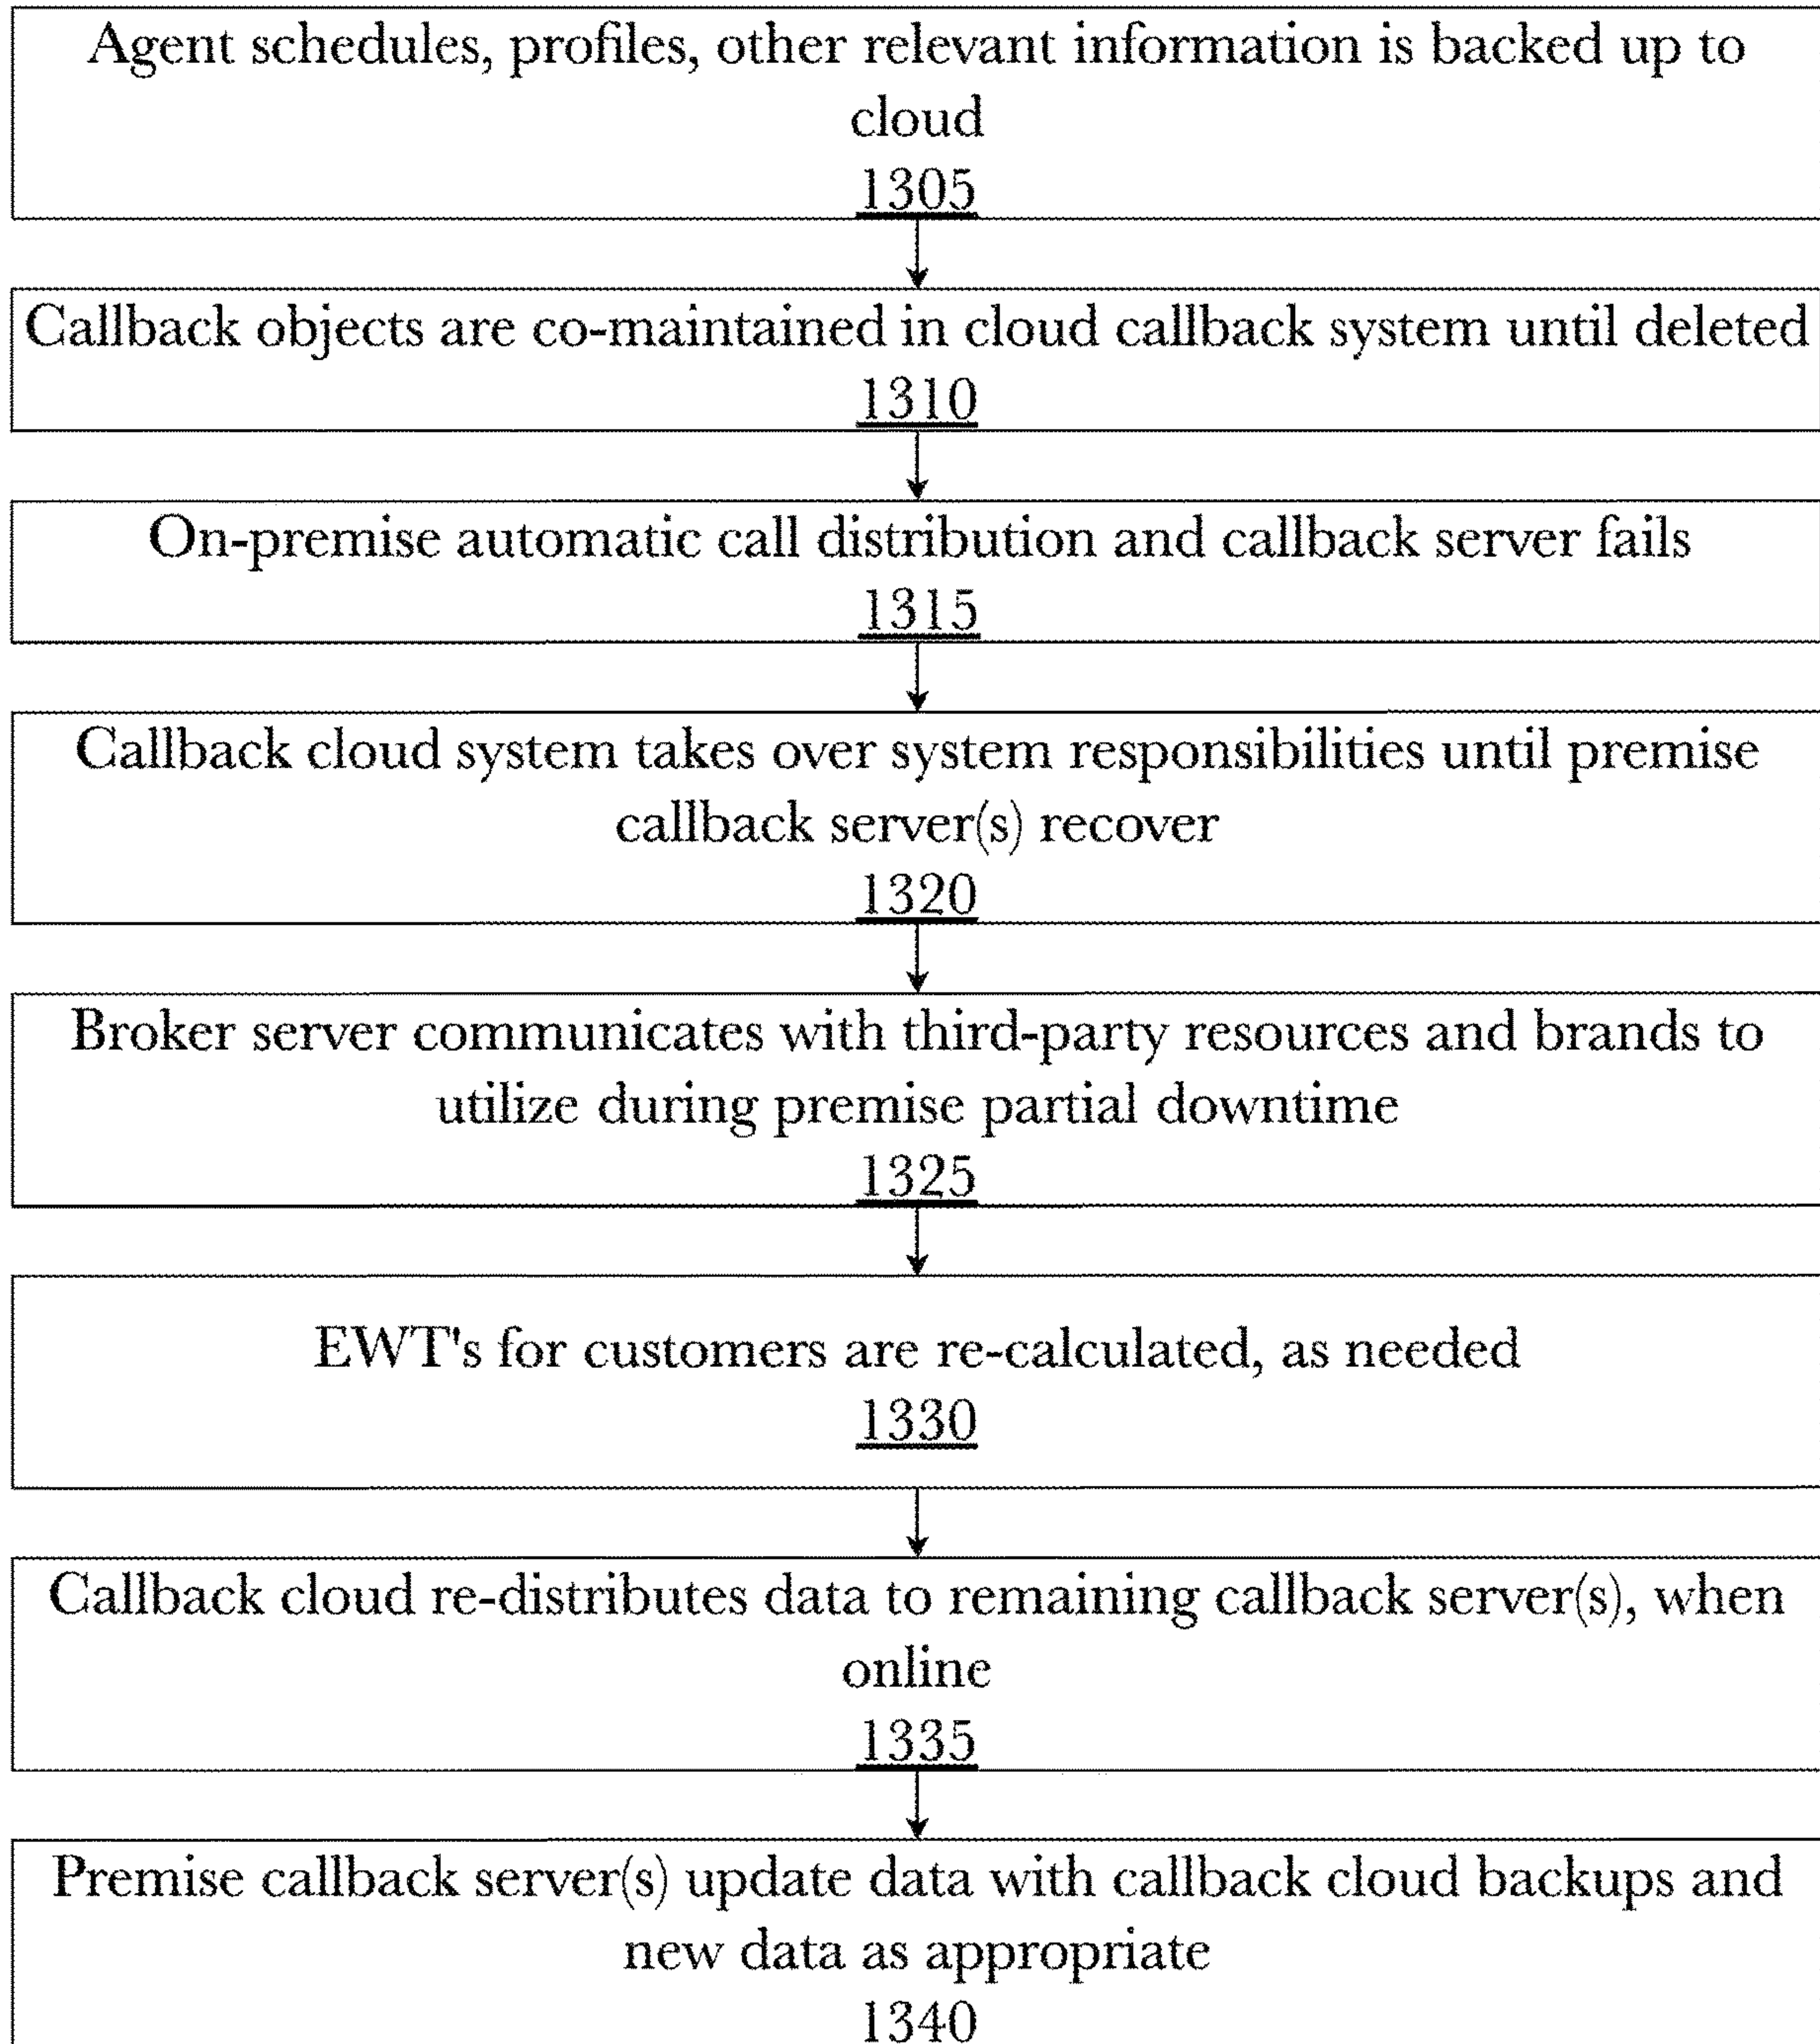 Agent schedules, profiles, other relevant information is backed up to
cloud
1305
Callback objects are co-maintained in cloud callback system until deleted
1310
On-premise automatic call distribution and callback server fails
1315
Callback cloud system takes over system responsibilities until premise
callback server(s) recover
1320
Broker server communicates with third-party resources and brands to
utilize during premise partial downtime
1325
EWT's for customers are re-calculated, as needed
1330
Callback cloud re-distributes data to remaining callback server(s), when
online
1335
Premise callback server(s) update data with callback cloud backups and
new data as appropriate
1340